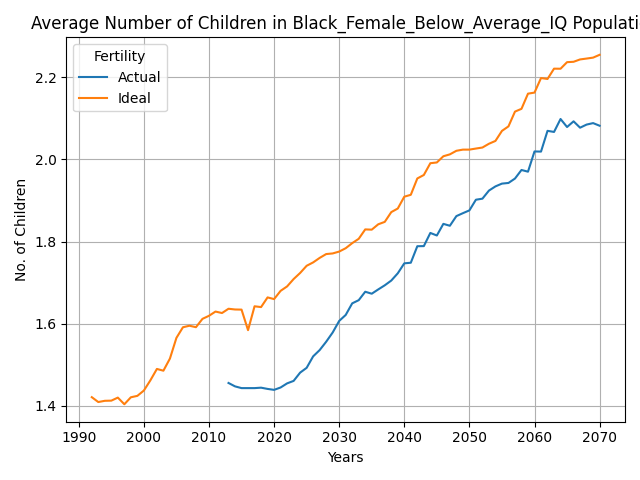 Average Number of Children in Black_Female_Below_Average_IQ Populati
Fertility
Actual
Ideal
No. of Children
2.2
2.0
1.8
1.6
1.4
1990 2000 2010 2020 2030 2040 2050 2060 2070
Years